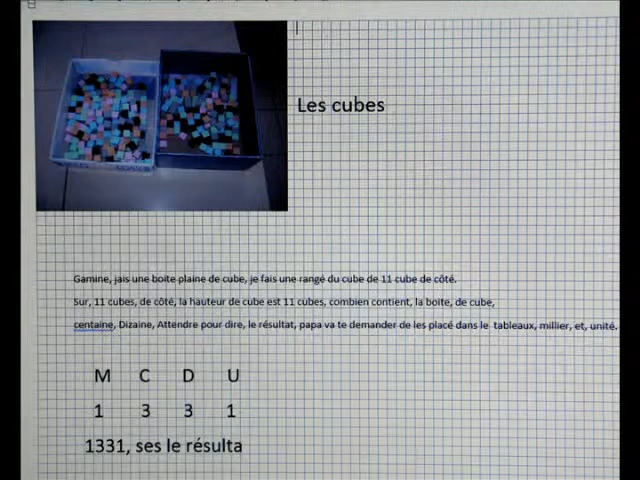 Les cubes
Gamine, jais une boite plaine de cube, je fais une rangé du cube de 11 cube de côté.
Sur, 11 cubes, de côté, la hauteur de cube est 11 cubes, combien contient, la boite, de cube,
centaine, Dizaine, Attendre pour dire, le résultat, papa va te demander de les placé dans le tableaux, millier, et, unité.
M C D U
1 3 3 1
1331, ses le résulta